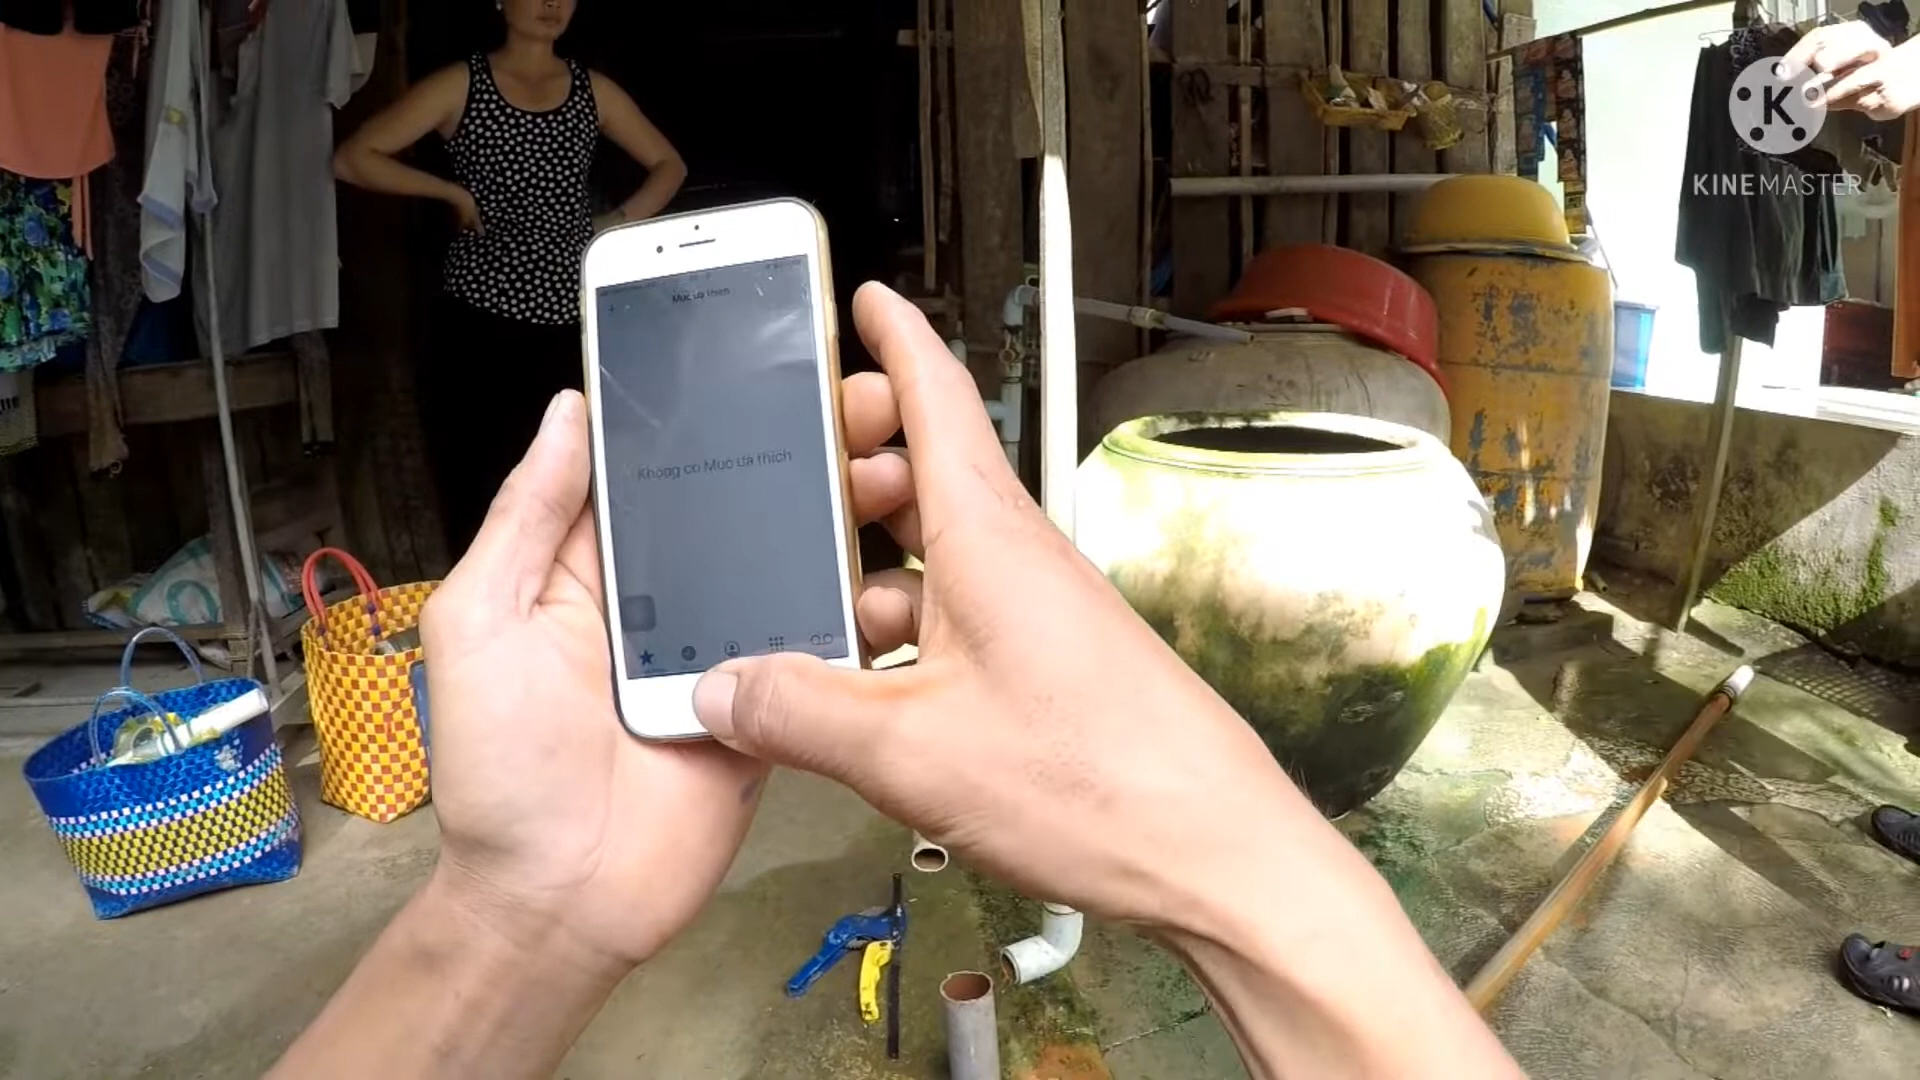 Mục ưa thích
Không có Mục ưa thích
K
KINEMASTER